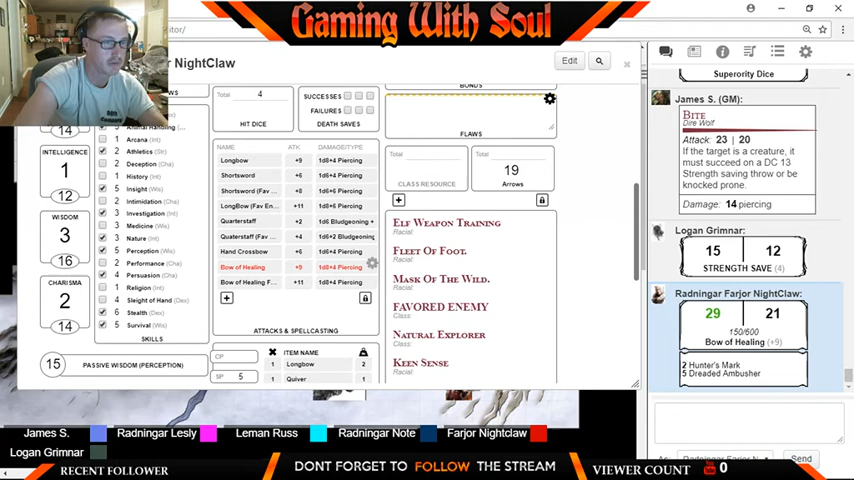 Gaming With Soul
itor/
r NightClaw
Edit
Total
4
HIT DICE
SUCCESSES
FAILURES
DEATH SAVES
BONDS
FLAWS
14
INTELLIGENCE
1
12
WISDOM
3
16
CHARISMA
2
14
5 Animal Handling (...
Arcana (Int)
2 Athletics (Str)
2 Deception (Cha)
1 History (Int)
5 Insight (Wis)
2 Intimidation (Cha)
3 Investigation (Int)
3 Medicine (Wis)
3 Nature (Int)
5 Perception (Wis)
2 Performance (Cha)
4 Persuasion (Cha)
1 Religion (Int)
4 Sleight of Hand (Dex)
6 Stealth (Dex)
5 Survival (Wis)
SKILLS
15
PASSIVE WISDOM (PERCEPTION)
NAME ATK DAMAGE/TYPE
Longbow +9 1d8+4 Piercing
Shortsword +6 1d6+4 Piercing
Shortsword (Fav ... +8 1d6+4 Piercing
LongBow (Fav En... +11 1d8+6 Piercing
Quarterstaff +2 1d6 Bludgeoning +
Quaterstaff (Fav ... +4 1d6+2 Bludgeoning
Hand Crossbow +6 1d6+4 Piercing
Bow of Healing +9 1d8+4 Piercing
Bow of Healing F... +11 1d8+4 Piercing
ATTACKS & SPELLCASTING
CP
SP 5
ITEM NAME
1 Longbow 2
1 Quiver 1
Total
CLASS RESOURCE
Total
19
Arrows
Elf Weapon Training
Racial:
Fleet Of Foot.
Racial:
Mask Of The Wild.
Racial:
FAVORED ENEMY
Class:
Natural Explorer
Class:
Keen Sense
Racial:
Superority Dice
James S. (GM):
Bite
Dire Wolf
Attack: 23 | 20
If the target is a creature, it
must succeed on a DC 13
Strength saving throw or be
knocked prone.
Damage: 14 piercing
Logan Grimnar:
15 12
STRENGTH SAVE (4)
Radningar Farjor NightClaw:
29 21
150/600
Bow of Healing (+9)
2 Hunter's Mark
5 Dreaded Ambusher
As:
Radningar Farjor N
Send
James S.
Radningar Lesly
Leman Russ
Radningar Note
Farjor Nightclaw
Logan Grimnar
RECENT FOLLOWER
DONT FORGET TO FOLLOW THE STREAM
VIEWER COUNT
0